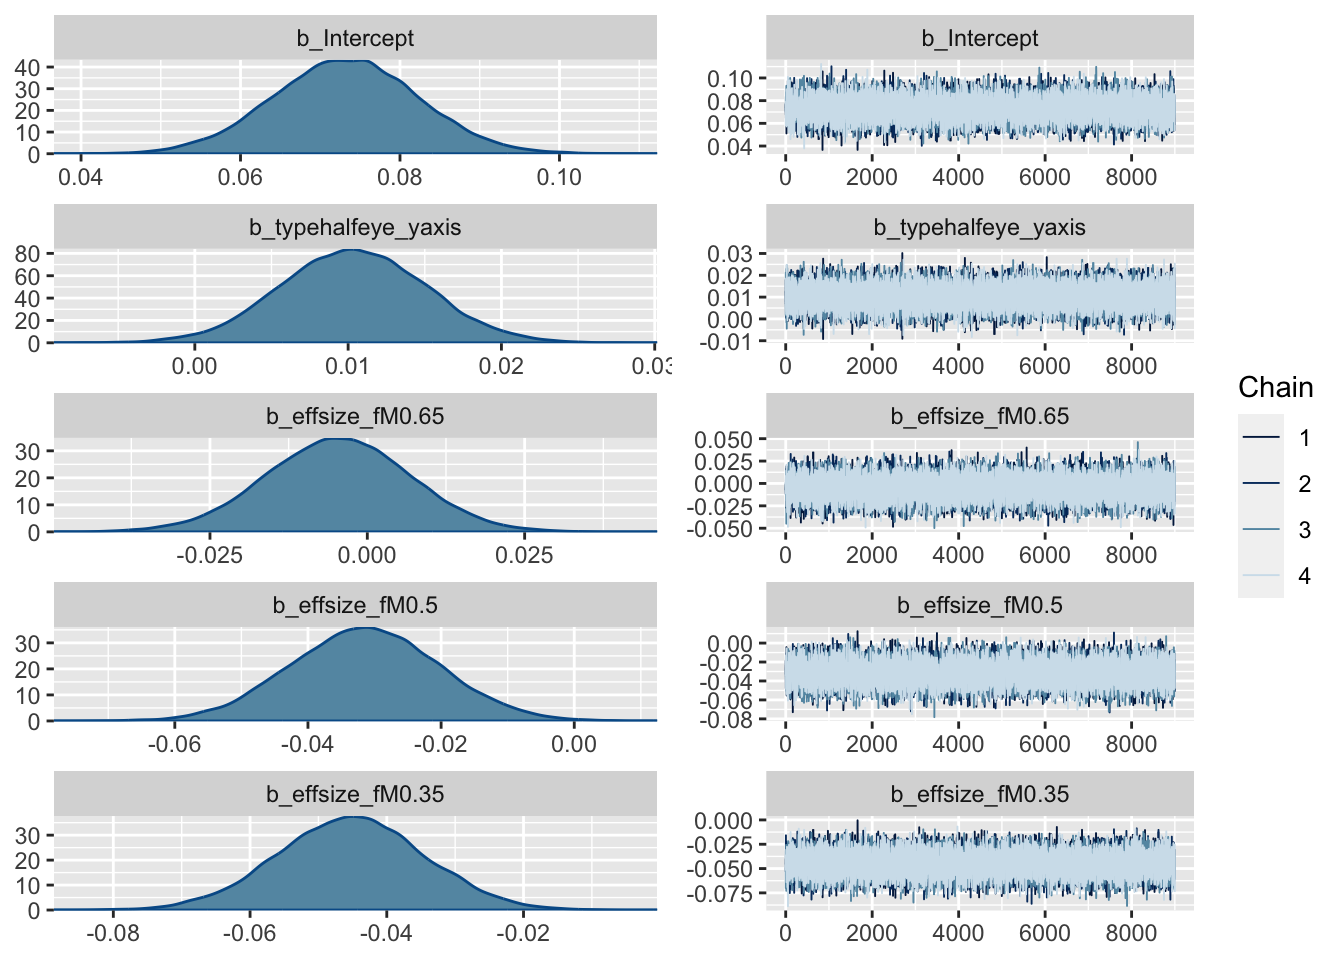 b_Intercept
40
30
20
10
0
0.04 0.06 0.08 0.10
b_Intercept
0.10
0.08
0.06
0.04
0 2000 4000 6000 8000
b_typehalfeye_yaxis
80
60
40
20
0
0.00 0.01 0.02 0.03
b_typehalfeye_yaxis
0.03
0.02
0.01
0.00
-0.01
0 2000 4000 6000 8000
b_effsize_fM0.65
30
20
10
0
-0.025 0.000 0.025
b_effsize_fM0.65
0.050
0.025
0.000
-0.025
-0.050
0 2000 4000 6000 8000
b_effsize_fM0.5
30
20
10
0
-0.06 -0.04 -0.02 0.00
b_effsize_fM0.5
0.00
-0.02
-0.04
-0.06
-0.08
0 2000 4000 6000 8000
b_effsize_fM0.35
30
20
10
0
-0.08 -0.06 -0.04 -0.02
b_effsize_fM0.35
0.000
-0.025
-0.050
-0.075
0 2000 4000 6000 8000
Chain
1
2
3
4